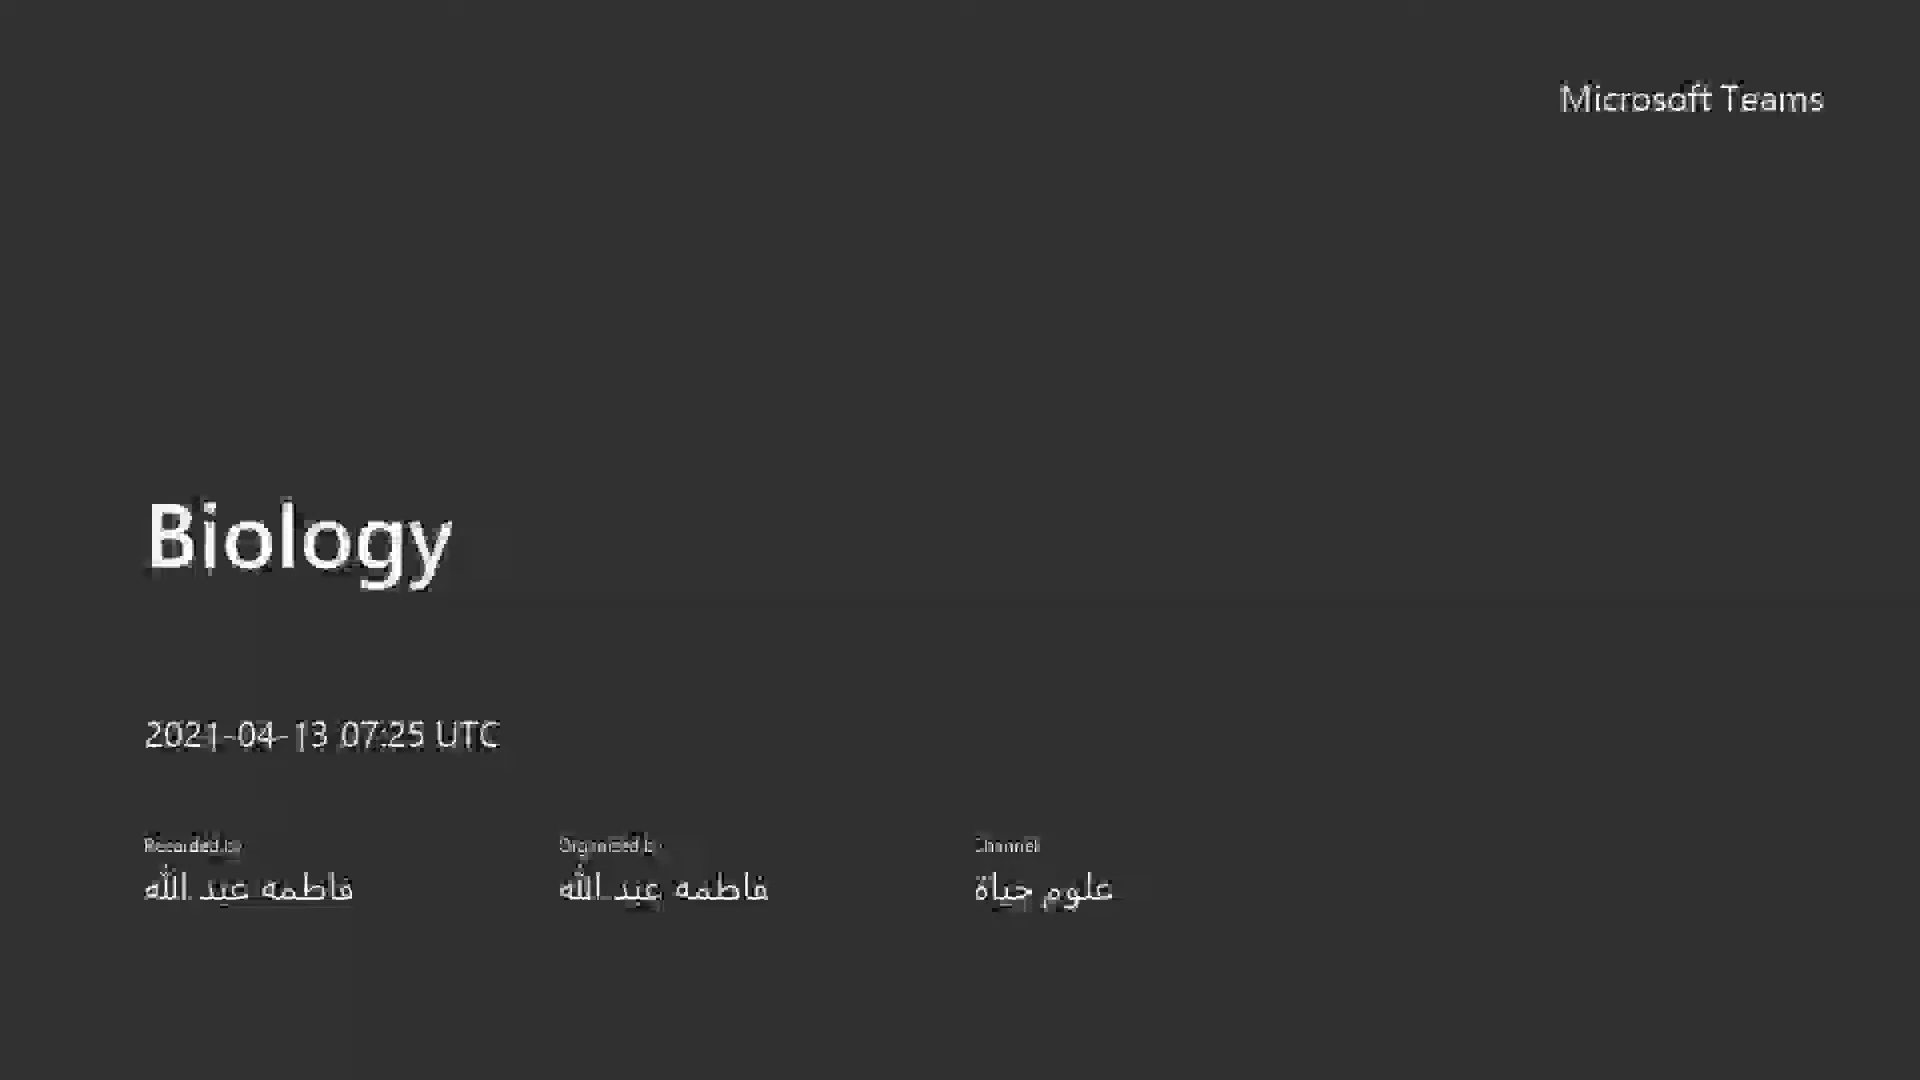 Microsoft Teams
Biology
2021-04-13 07:25 UTC
Recorded by
Organized by
Channel
فاطمه عبد الله
فاطمه عبد الله
علوم حياة